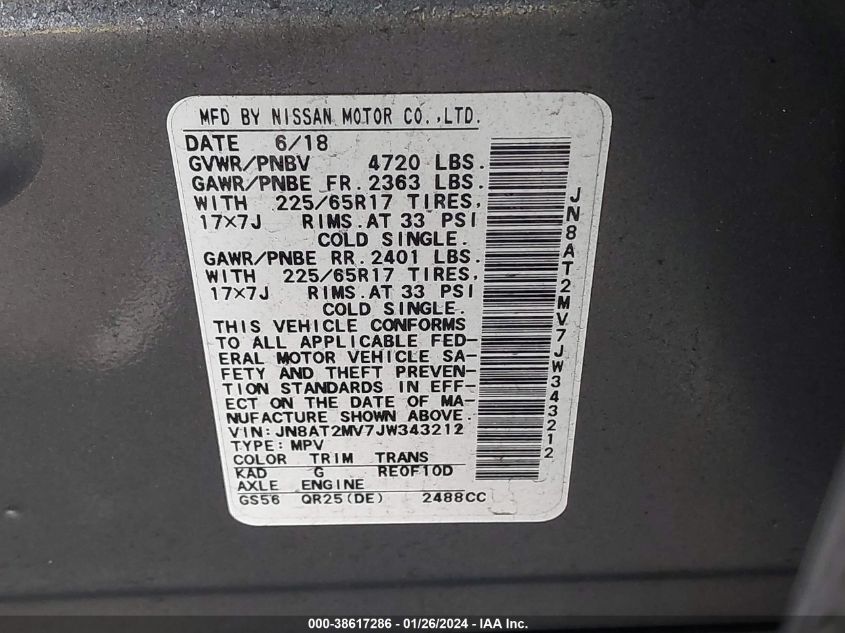 MFD BY NISSAN MOTOR CO.,LTD.
DATE 6/18
GVWR/PNBV 4720 LBS.
GAWR/PNBE FR. 2363 LBS.
WITH 225/65R17 TIRES,
17×7J RIMS.AT 33 PSI
COLD SINGLE.
GAWR/PNBE RR. 2401 LBS.
WITH 225/65R17 TIRES,
17×7J RIMS.AT 33 PSI
COLD SINGLE.
THIS VEHICLE CONFORMS
TO ALL APPLICABLE FED-
ERAL MOTOR VEHICLE SA-
FETY AND THEFT PREVEN-
TION STANDARDS IN EFF-
ECT ON THE DATE OF MA-
NUFACTURE SHOWN ABOVE.
VIN:JN8AT2MV7JW343212
TYPE:MPV
COLOR TRIM TRANS
KAD G RE0F10D
AXLE ENGINE
GS56 QR25(DE) 2488CC
JN8AT2MV7JW343212
000-38617286 - 01/26/2024 - IAA Inc.